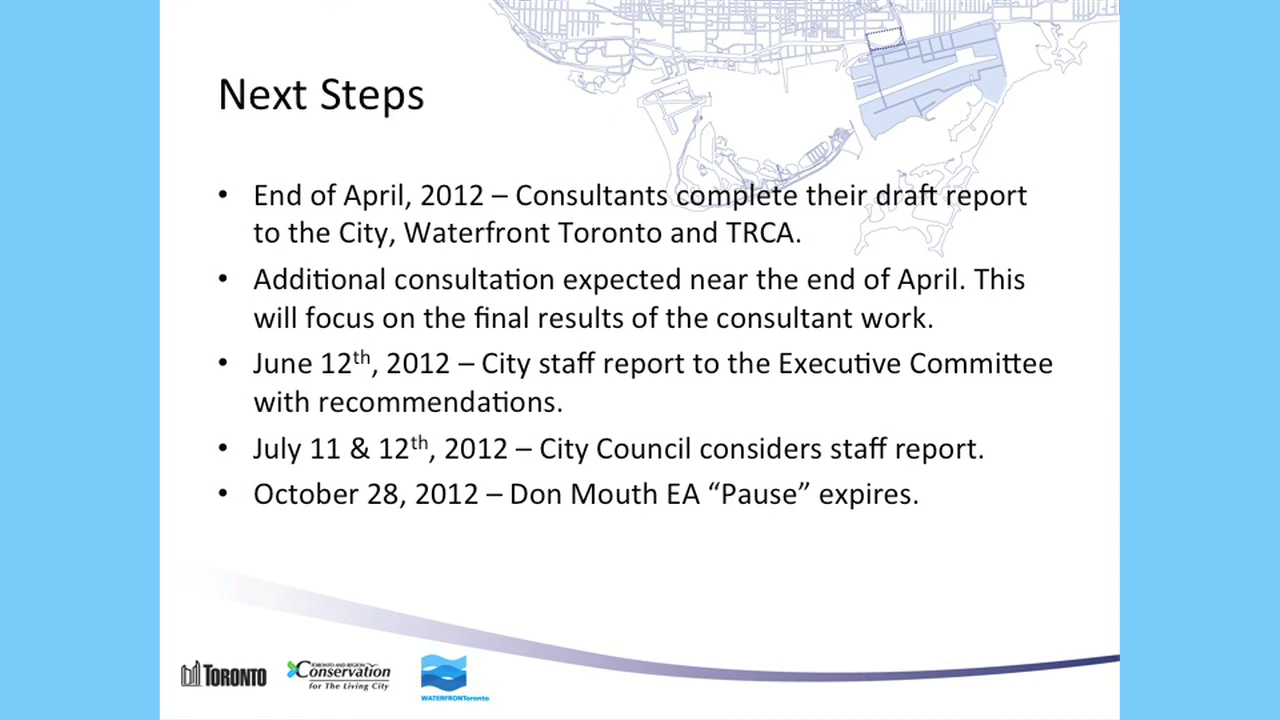 Next Steps
• End of April, 2012 – Consultants complete their draft report
to the City, Waterfront Toronto and TRCA.
• Additional consultation expected near the end of April. This
will focus on the final results of the consultant work.
• June 12th, 2012 – City staff report to the Executive Committee
with recommendations.
• July 11 & 12th, 2012 – City Council considers staff report.
• October 28, 2012 – Don Mouth EA “Pause” expires.
TORONTO
TORONTO AND REGION
Conservation
for The Living City
WATERFRONToronto